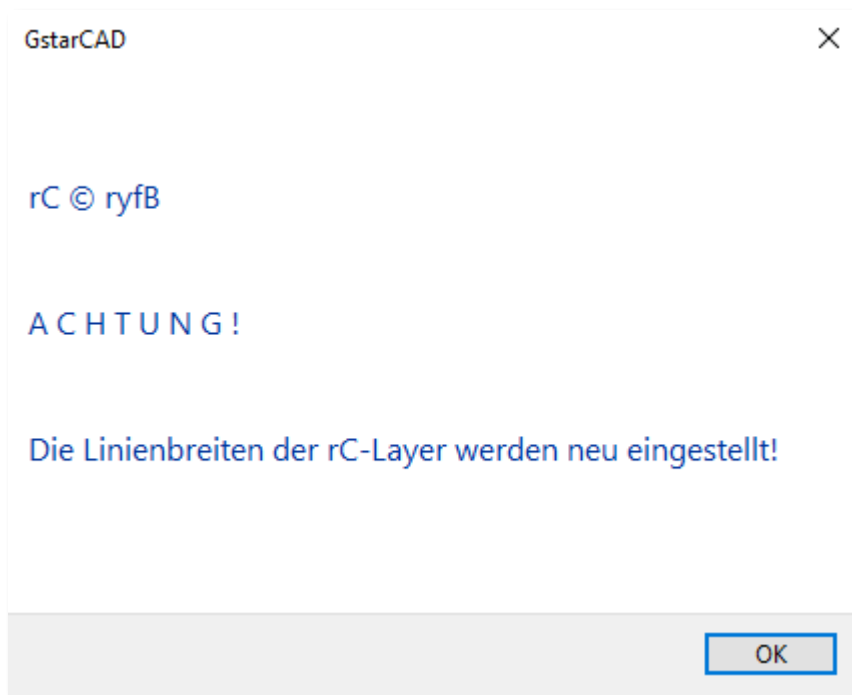 GstarCAD
rC © ryfB
A C H T U N G !
Die Linienbreiten der rC-Layer werden neu eingestellt!
OK